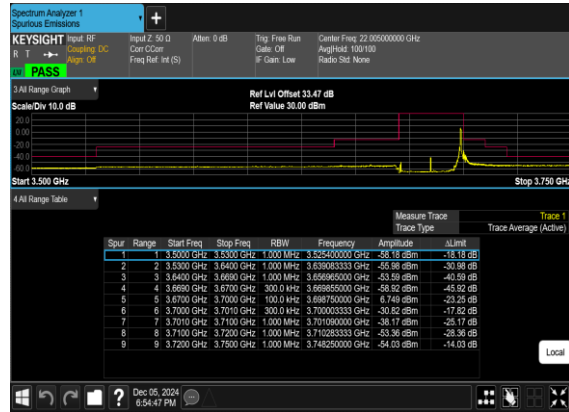 Spectrum Analyzer 1
Spurious Emissions
KEYSIGHT Input: RF Input Z: 50 Ω Atten: 0 dB Trig: Free Run Center Freq: 22.005000000 GHz
R T Coupling: DC Corr CCorr Gate: Off Avg|Hold: 100/100
Align: Off Freq Ref: Int (S) IF Gain: Low Radio Std: None
PASS
3 All Range Graph
Ref Lvl Offset 33.47 dB
Scale/Div 10.0 dB Ref Value 30.00 dBm
20.0
0.00
-20.0
-40.0
-60.0
Start 3.500 GHz Stop 3.750 GHz
4 All Range Table
Measure Trace Trace 1
Trace Type Trace Average (Active)
Spur Range Start Freq Stop Freq RBW Frequency Amplitude ΔLimit
1 1 3.5000 GHz 3.5300 GHz 1.000 MHz 3.525400000 GHz -58.18 dBm -18.18 dB
2 2 3.5300 GHz 3.6400 GHz 1.000 MHz 3.639083333 GHz -55.98 dBm -30.98 dB
3 3 3.6400 GHz 3.6690 GHz 1.000 MHz 3.656965000 GHz -53.59 dBm -40.59 dB
4 4 3.6690 GHz 3.6700 GHz 300.0 kHz 3.669855000 GHz -58.92 dBm -45.92 dB
5 5 3.6700 GHz 3.7000 GHz 100.0 kHz 3.698750000 GHz 6.749 dBm -23.25 dB
6 6 3.7000 GHz 3.7010 GHz 300.0 kHz 3.700003333 GHz -30.82 dBm -17.82 dB
7 7 3.7010 GHz 3.7100 GHz 1.000 MHz 3.701090000 GHz -38.17 dBm -25.17 dB
8 8 3.7100 GHz 3.7200 GHz 1.000 MHz 3.710283333 GHz -53.36 dBm -28.36 dB
9 9 3.7200 GHz 3.7500 GHz 1.000 MHz 3.748250000 GHz -54.03 dBm -14.03 dB
Local
Dec 05, 2024
6:54:47 PM